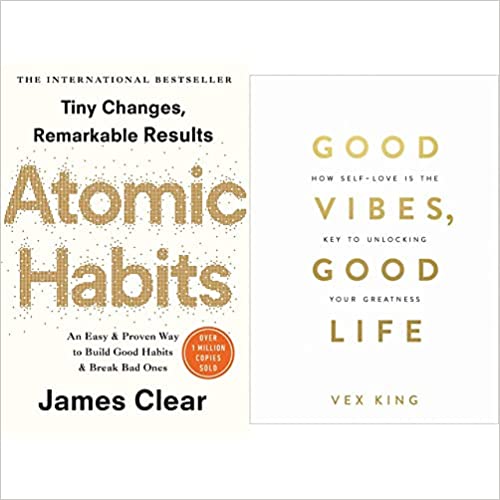 THE INTERNATIONAL BESTSELLER
Tiny Changes,
Remarkable Results
Atomic
Habits
An Easy & Proven Way
to Build Good Habits
& Break Bad Ones
OVER
1 MILLION
COPIES
SOLD
James Clear
GOOD
HOW SELF-LOVE IS THE
VIBES,
KEY TO UNLOCKING
GOOD
YOUR GREATNESS
LIFE
VEX KING